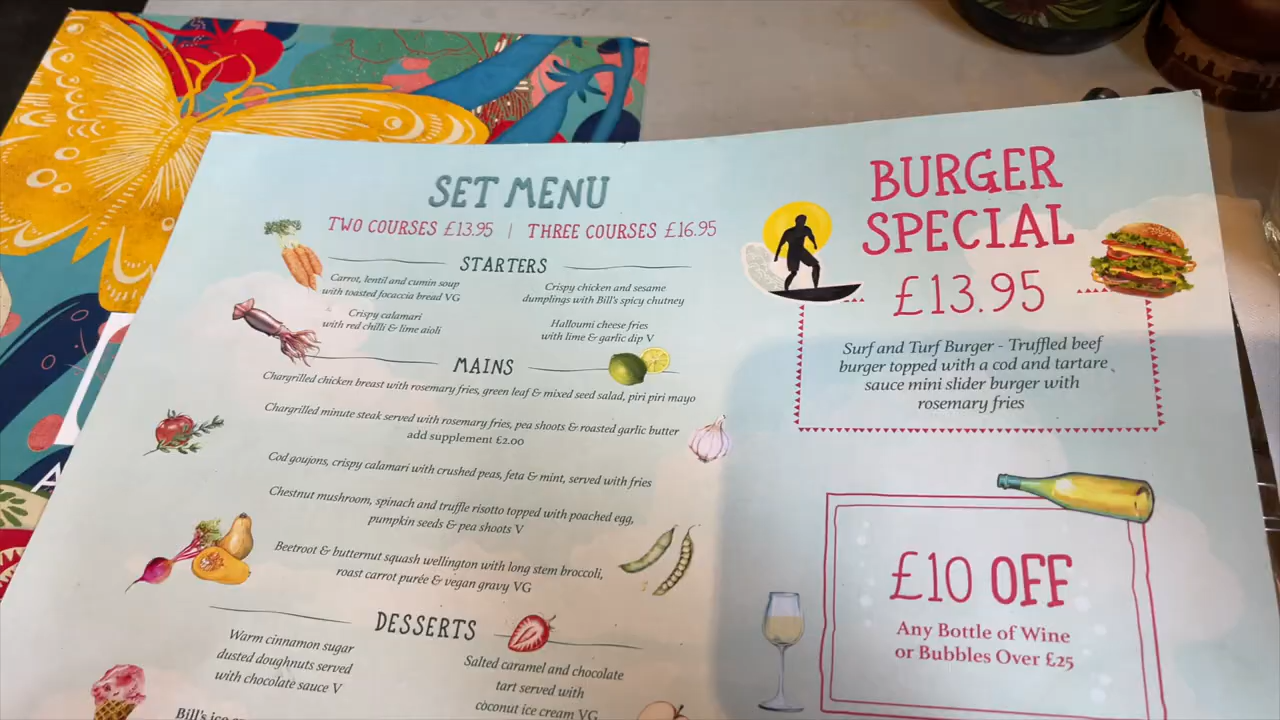 SET MENU
TWO COURSES £13.95 | THREE COURSES £16.95
STARTERS
Carrot, lentil and cumin soup
with toasted focaccia bread VG
Crispy chicken and sesame
dumplings with Bill's spicy chutney
Crispy calamari
with red chilli & lime aioli
Halloumi cheese fries
with lime & garlic dip V
MAINS
Chargrilled chicken breast with rosemary fries, green leaf & mixed seed salad, piri piri mayo
Chargrilled minute steak served with rosemary fries, pea shoots & roasted garlic butter
add supplement £2.00
Cod goujons, crispy calamari with crushed peas, feta & mint, served with fries
Chestnut mushroom, spinach and truffle risotto topped with poached egg,
pumpkin seeds & pea shoots V
Beetroot & butternut squash wellington with long stem broccoli,
roast carrot purée & vegan gravy VG
DESSERTS
Warm cinnamon sugar
dusted doughnuts served
with chocolate sauce V
Salted caramel and chocolate
tart served with
coconut ice cream VG
Bill's
BURGER
SPECIAL
£13.95
Surf and Turf Burger - Truffled beef
burger topped with a cod and tartare
sauce mini slider burger with
rosemary fries
£10 OFF
Any Bottle of Wine
or Bubbles Over £25